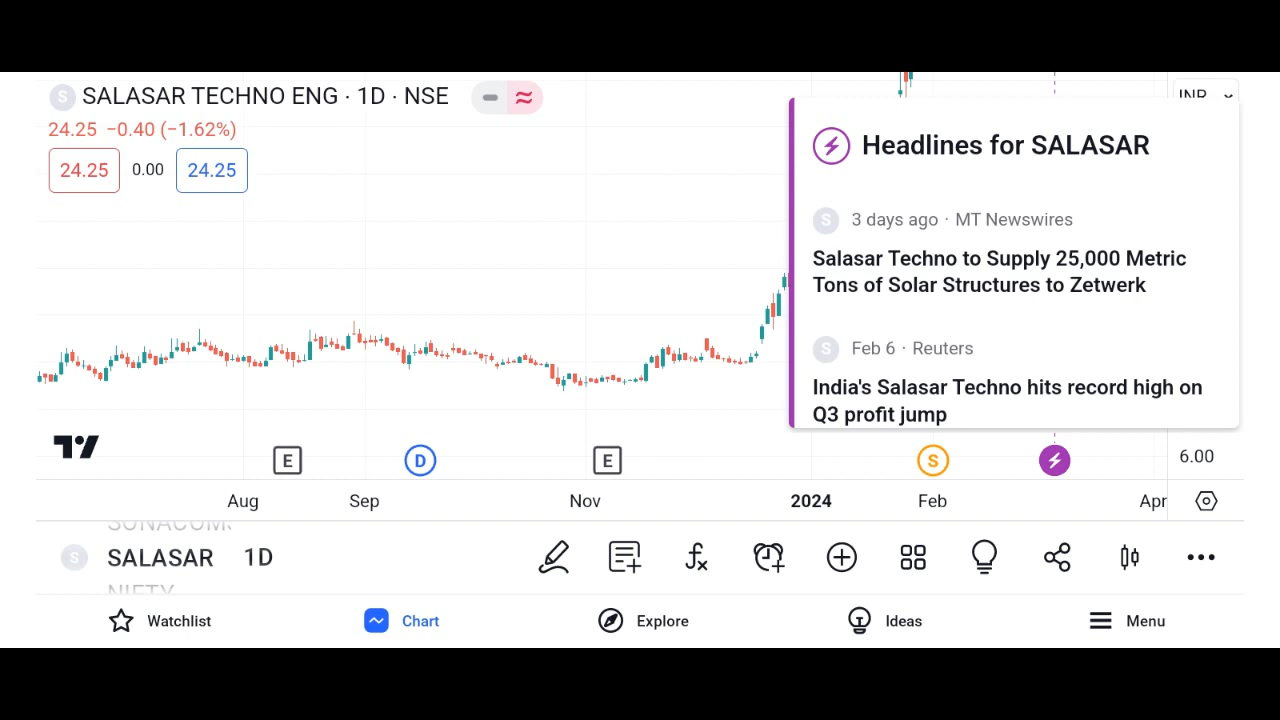 S SALASAR TECHNO ENG · 1D · NSE
24.25 −0.40 (−1.62%)
24.25 0.00 24.25
INR
Headlines for SALASAR
S 3 days ago · MT Newswires
Salasar Techno to Supply 25,000 Metric
Tons of Solar Structures to Zetwerk
S Feb 6 · Reuters
India's Salasar Techno hits record high on
Q3 profit jump
E D E S 6.00
Aug Sep Nov 2024 Feb Apr
S SALASAR 1D
NIFTY
Watchlist Chart Explore Ideas Menu